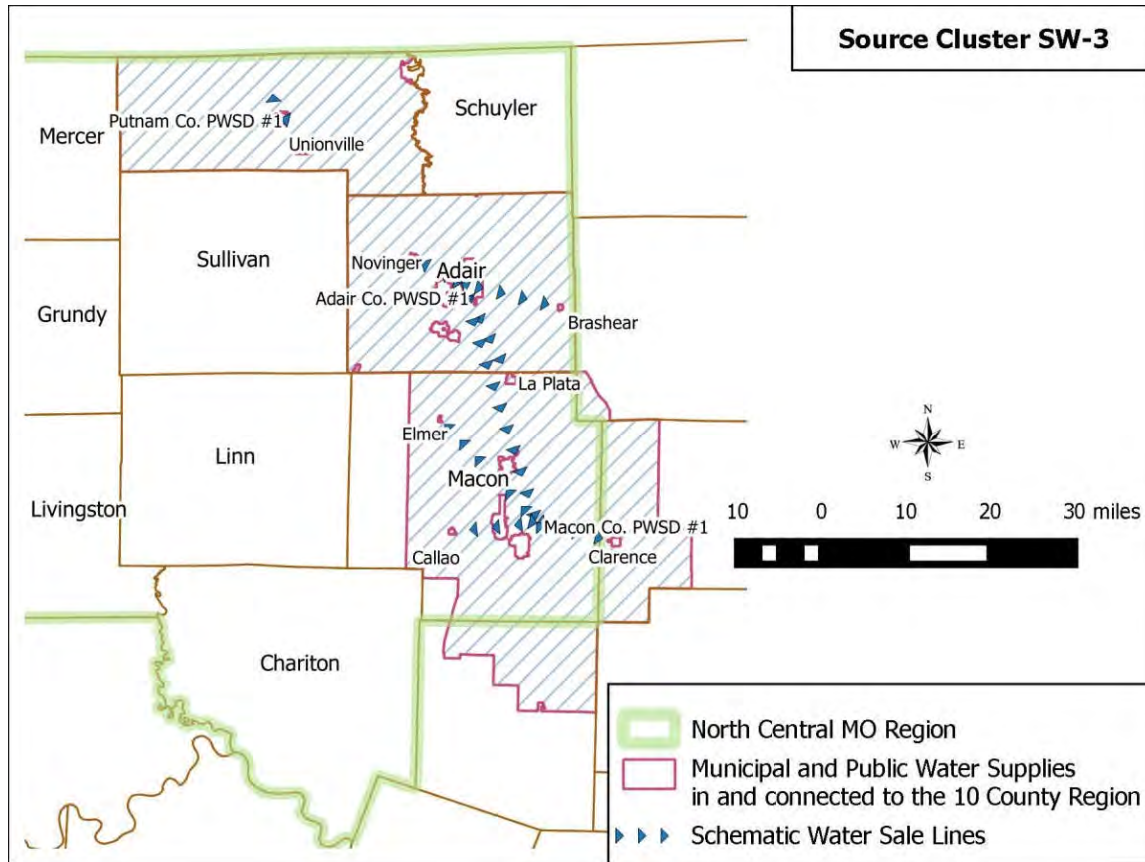 Source Cluster SW-3
Schuyler
Mercer
Putnam Co. PWSD #1
Unionville
Sullivan
Novinger
Adair
Adair Co. PWSD #1
Grundy
Brashear
La Plata
Elmer
Linn
Macon
Livingston
Macon Co. PWSD #1
Callao
Clarence
Chariton
N
W E
S
10 0 10 20 30 miles
North Central MO Region
Municipal and Public Water Supplies
in and connected to the 10 County Region
Schematic Water Sale Lines